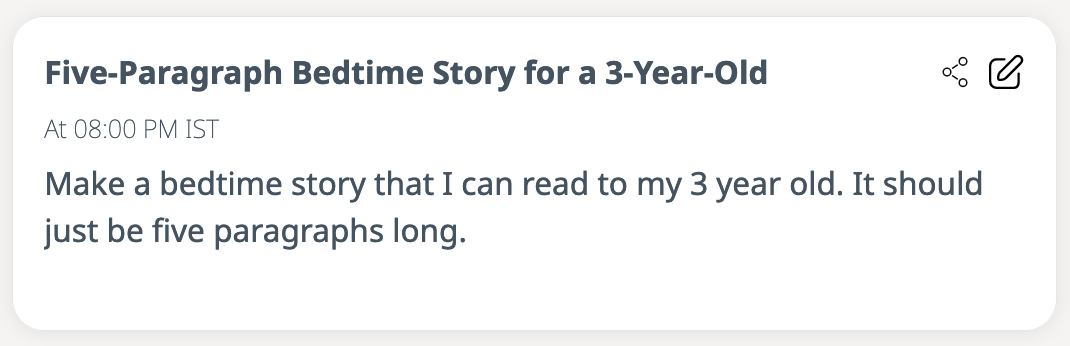 Five-Paragraph Bedtime Story for a 3-Year-Old
At 08:00 PM IST
Make a bedtime story that I can read to my 3 year old. It should
just be five paragraphs long.